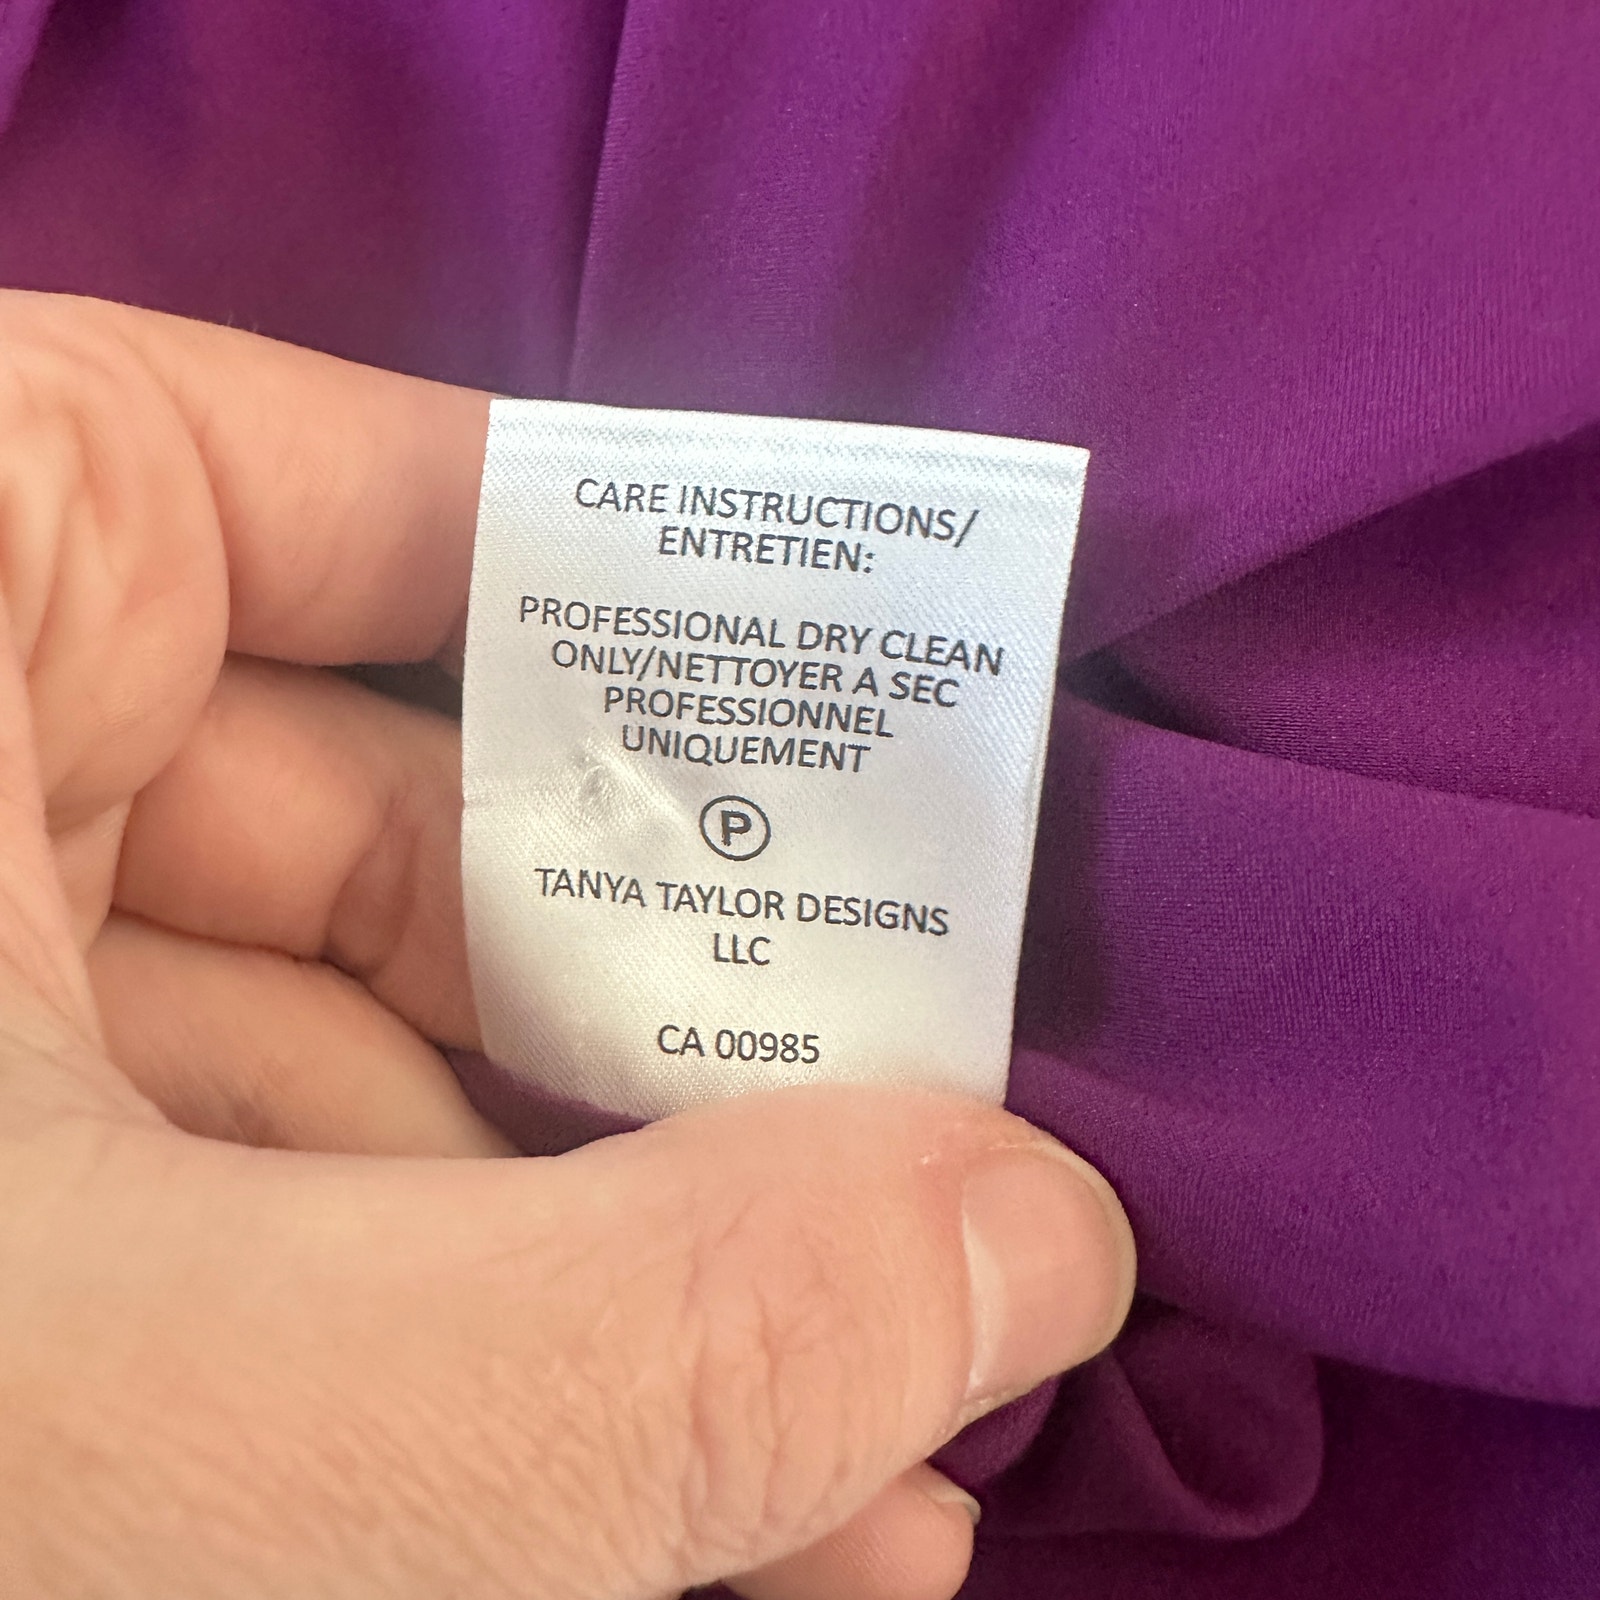 CARE INSTRUCTIONS/
ENTRETIEN:
PROFESSIONAL DRY CLEAN
ONLY/NETTOYER A SEC
PROFESSIONNEL
UNIQUEMENT
P
TANYA TAYLOR DESIGNS
LLC
CA 00985